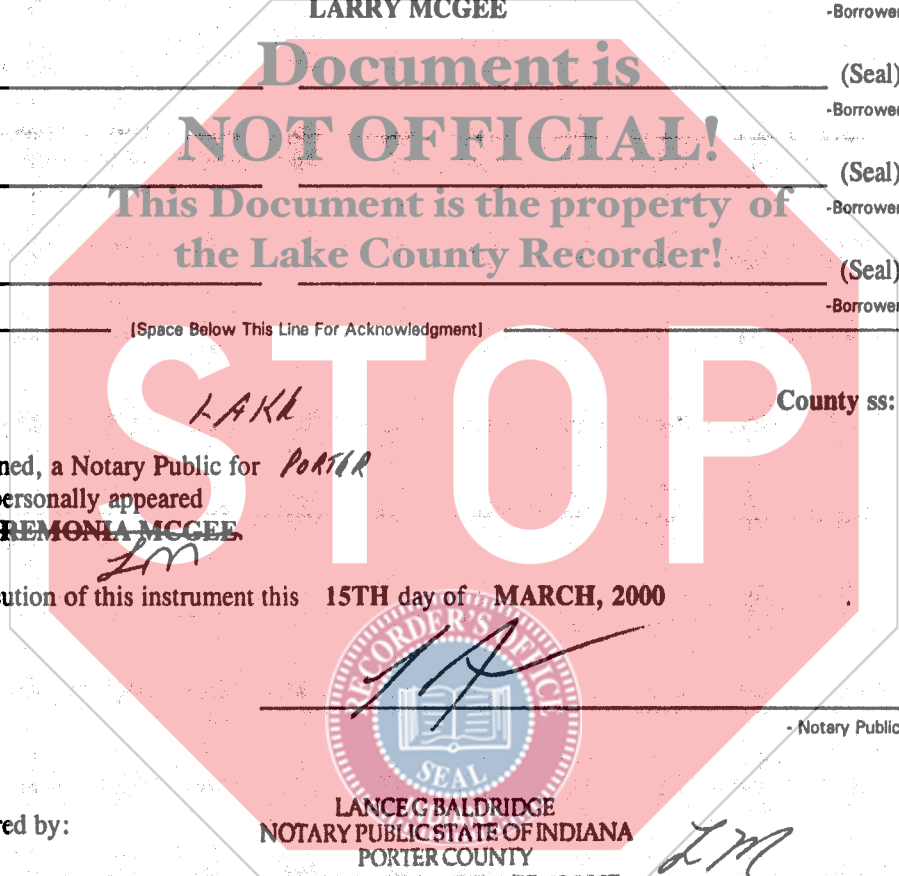 LARRY MCGEE
-Borrower
Document is
(Seal)
-Borrower
NOT OFFICIAL!
(Seal)
This Document is the property of
-Borrower
the Lake County Recorder!
(Seal)
-Borrower
[Space Below This Line For Acknowledgment]
STOP
LAKE
County ss:
ned, a Notary Public for PORTER
ersonally appeared
REMONIA MCGEE,
LM
ution of this instrument this 15TH day of MARCH, 2000 .
RECORDER'S OFFICE
- Notary Public
SEAL
INDIANA
LANCE G BALDRIDGE
red by:
NOTARY PUBLIC STATE OF INDIANA
LM
PORTER COUNTY